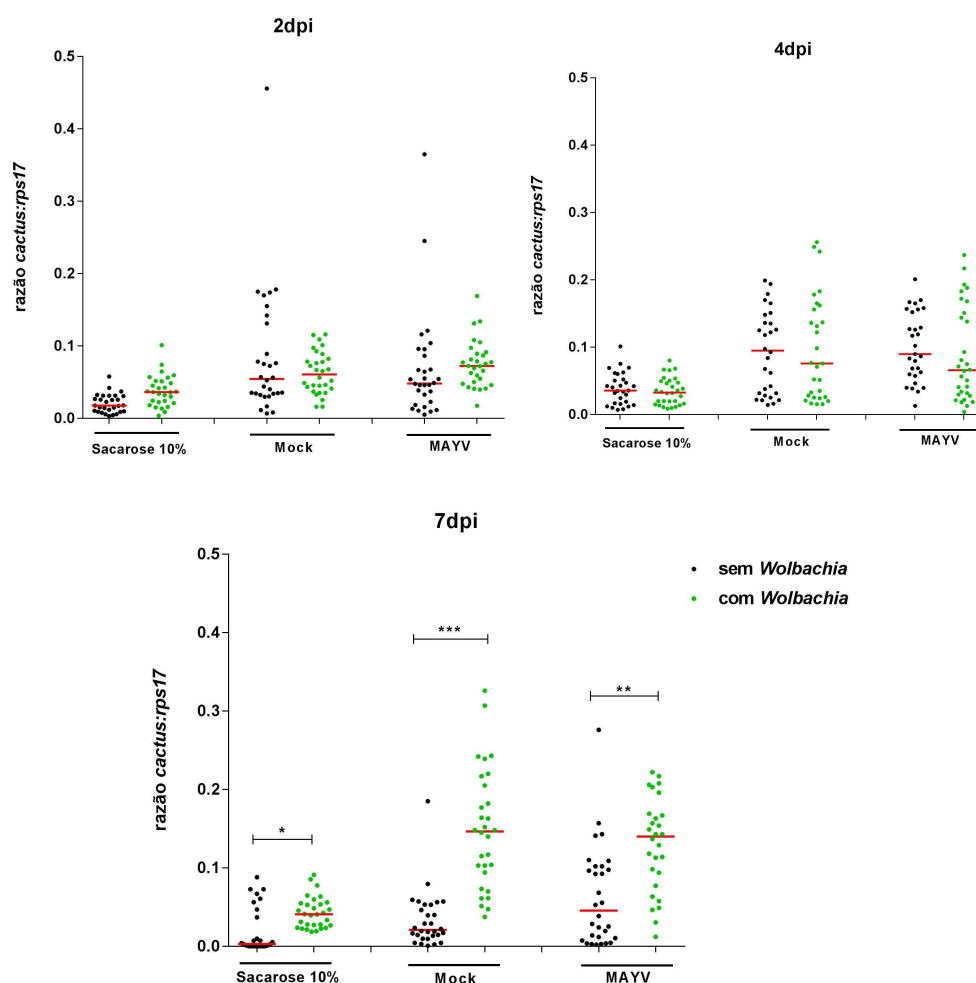 2dpi
razão cactus:rps17
0.5
0.4
0.3
0.2
0.1
0.0
Sacarose 10% Mock MAYV
4dpi
razão cactus:rps17
0.5
0.4
0.3
0.2
0.1
0.0
Sacarose 10% Mock MAYV
7dpi
razão cactus:rps17
0.5
0.4
0.3
0.2
0.1
0.0
* *** **
Sacarose 10% Mock MAYV
sem Wolbachia
com Wolbachia